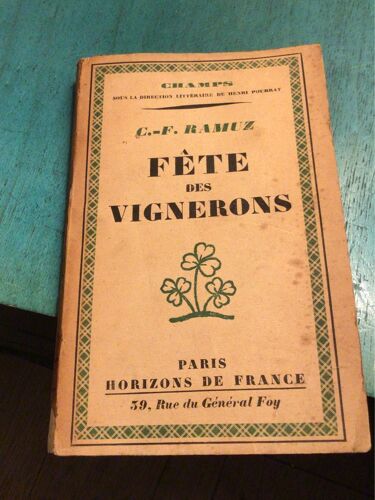 CHAMPS
SOUS LA DIRECTION LITTÉRAIRE DE HENRI POURRAT
C.-F. RAMUZ
FÊTE
DES
VIGNERONS
PARIS
HORIZONS DE FRANCE
39, Rue du Général Foy